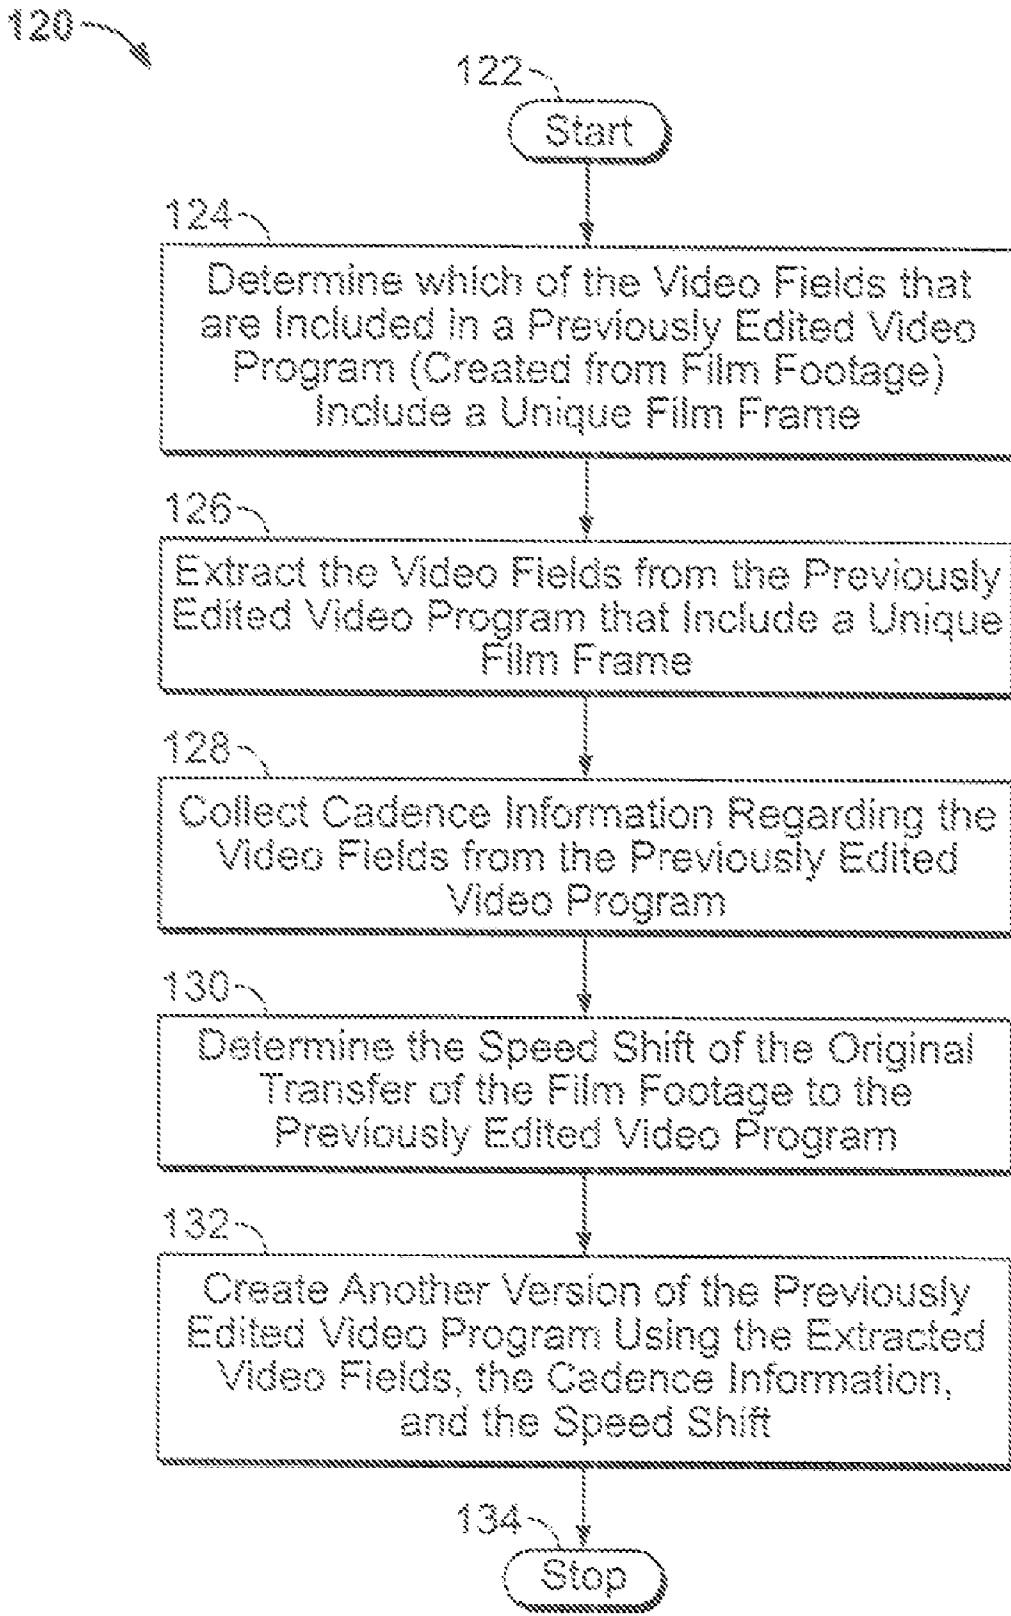 120
122
Start
124
Determine which of the Video Fields that
are Included in a Previously Edited Video
Program (Created from Film Footage)
Include a Unique Film Frame
126
Extract the Video Fields from the Previously
Edited Video Program that Include a Unique
Film Frame
128
Collect Cadence Information Regarding the
Video Fields from the Previously Edited
Video Program
130
Determine the Speed Shift of the Original
Transfer of the Film Footage to the
Previously Edited Video Program
132
Create Another Version of the Previously
Edited Video Program Using the Extracted
Video Fields, the Cadence Information,
and the Speed Shift
134
Stop